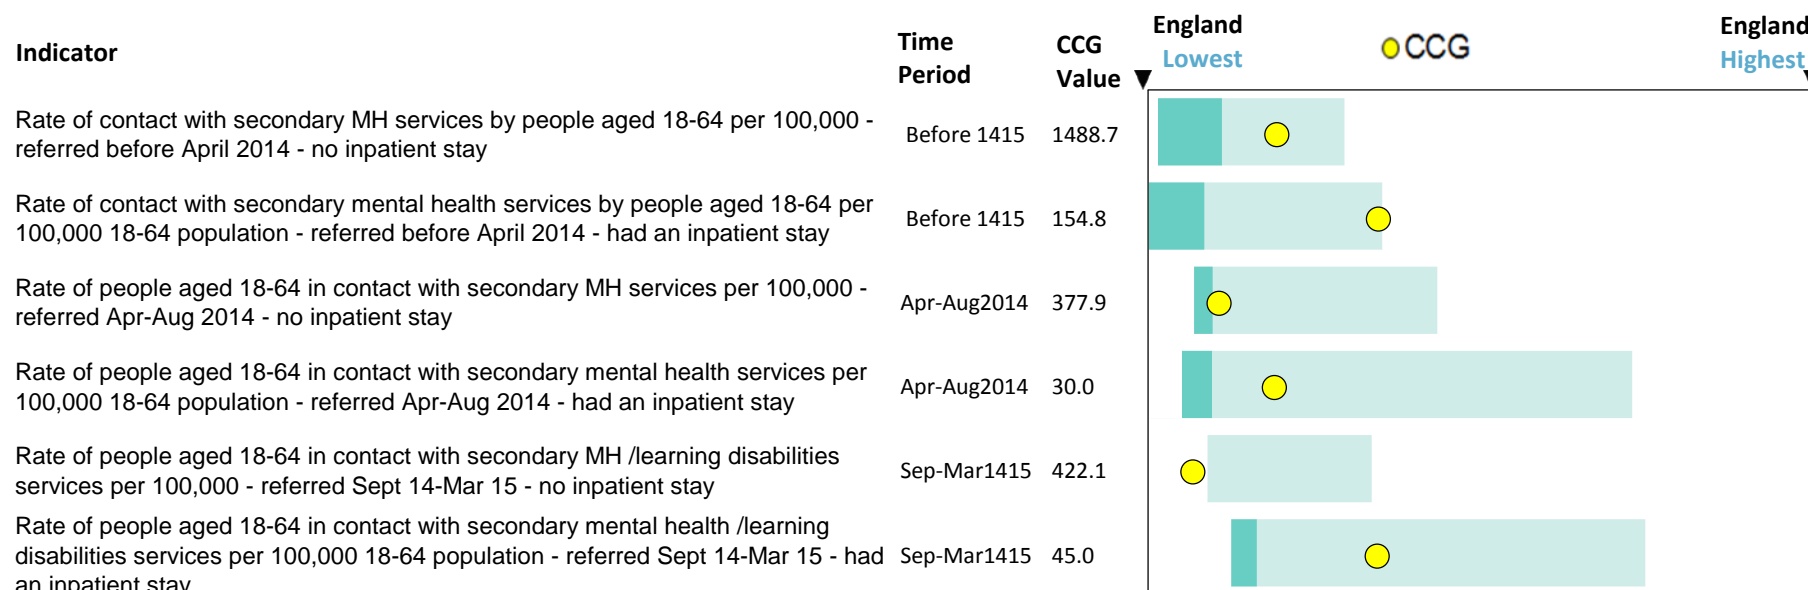 Indicator
Time Period
CCG Value
England Lowest
CCG
England Highest
Rate of contact with secondary MH services by people aged 18-64 per 100,000 -
referred before April 2014 - no inpatient stay
Before 1415
1488.7
Rate of contact with secondary mental health services by people aged 18-64 per
100,000 18-64 population - referred before April 2014 - had an inpatient stay
Before 1415
154.8
Rate of people aged 18-64 in contact with secondary MH services per 100,000 -
referred Apr-Aug 2014 - no inpatient stay
Apr-Aug2014
377.9
Rate of people aged 18-64 in contact with secondary mental health services per
100,000 18-64 population - referred Apr-Aug 2014 - had an inpatient stay
Apr-Aug2014
30.0
Rate of people aged 18-64 in contact with secondary MH /learning disabilities
services per 100,000 - referred Sept 14-Mar 15 - no inpatient stay
Sep-Mar1415
422.1
Rate of people aged 18-64 in contact with secondary mental health /learning
disabilities services per 100,000 18-64 population - referred Sept 14-Mar 15 - had
an inpatient stay
Sep-Mar1415
45.0